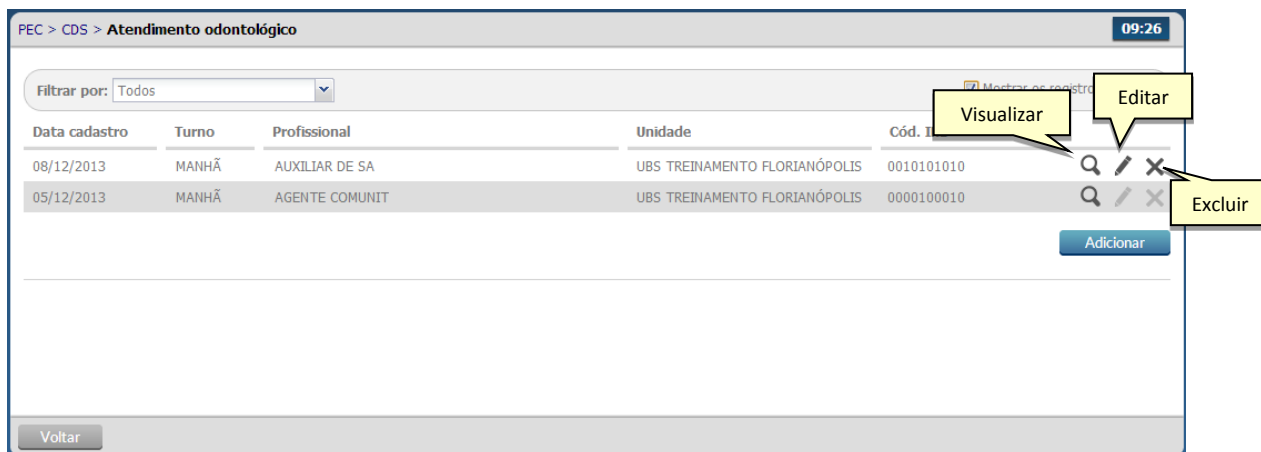 PEC > CDS > Atendimento odontológico 09:26
Filtrar por: Todos Mostrar os
Visualizar
Editar
Data cadastro Turno Profissional Unidade Cód.
08/12/2013 MANHÃ AUXILIAR DE SA UBS TREINAMENTO FLORIANÓPOLIS 0010101010
05/12/2013 MANHÃ AGENTE COMUNIT UBS TREINAMENTO FLORIANÓPOLIS 0000100010
Excluir
Adicionar
Voltar